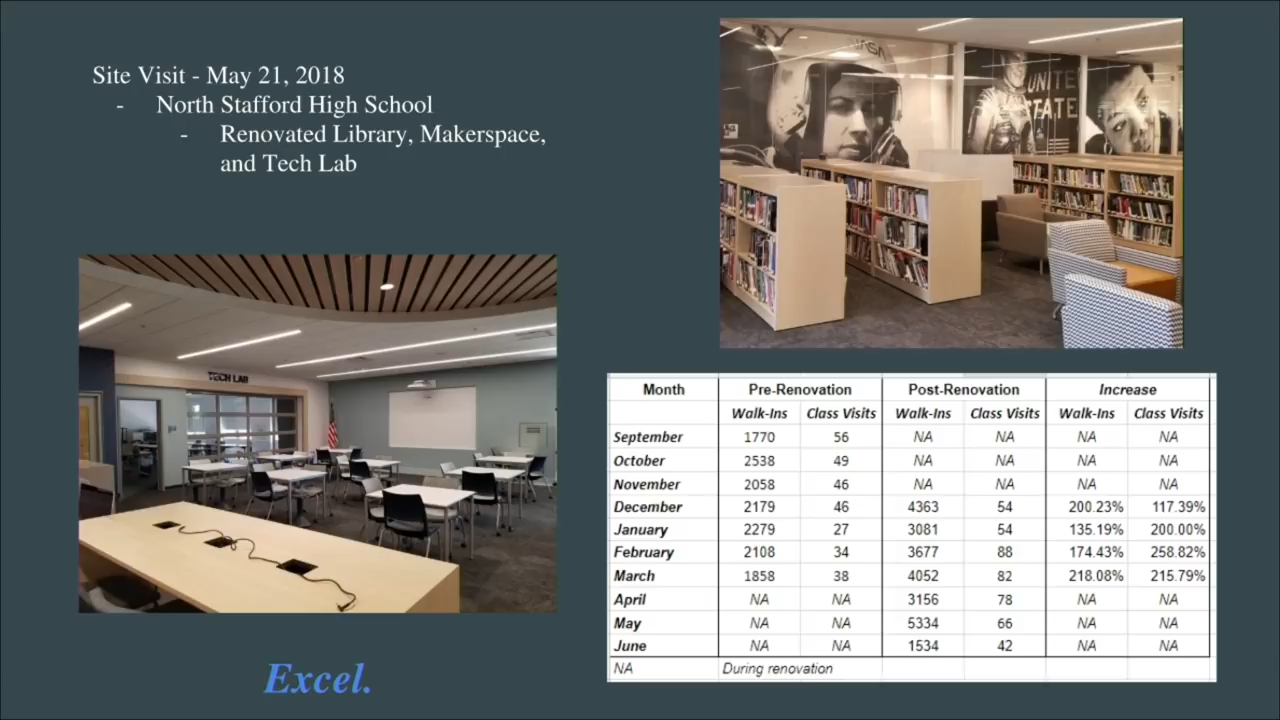 Site Visit - May 21, 2018
- North Stafford High School
- Renovated Library, Makerspace,
and Tech Lab
NASA
UNITE
STATE
TECH LAB
Month Pre-Renovation Post-Renovation Increase
Walk-Ins Class Visits Walk-Ins Class Visits Walk-Ins Class Visits
September 1770 56 NA NA NA NA
October 2538 49 NA NA NA NA
November 2058 46 NA NA NA NA
December 2179 46 4363 54 200.23% 117.39%
January 2279 27 3081 54 135.19% 200.00%
February 2108 34 3677 88 174.43% 258.82%
March 1858 38 4052 82 218.08% 215.79%
April NA NA 3156 78 NA NA
May NA NA 5334 66 NA NA
June NA NA 1534 42 NA NA
NA During renovation
Excel.